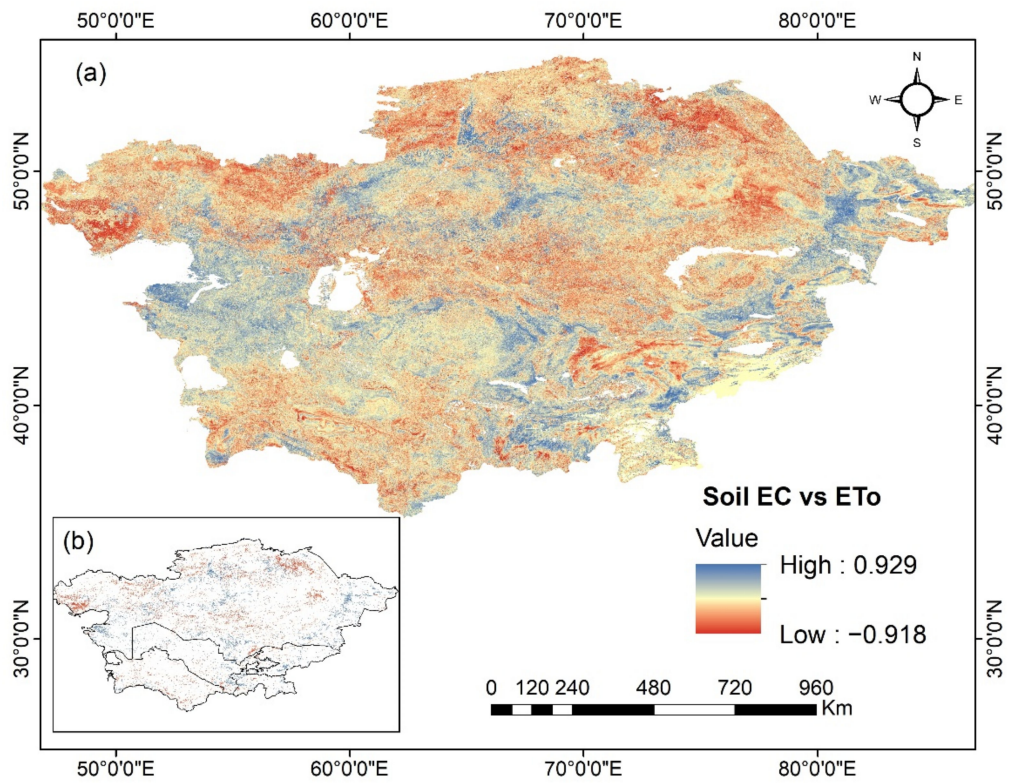 50°0'0"E 60°0'0"E 70°0'0"E 80°0'0"E
(a)
N
W E
S
50°0'0"N 50°0'0"N
40°0'0"N 40°0'0"N
30°0'0"N 30°0'0"N
Soil EC vs ETo
Value
High : 0.929
Low : −0.918
(b)
0 120 240 480 720 960
Km
50°0'0"E 60°0'0"E 70°0'0"E 80°0'0"E